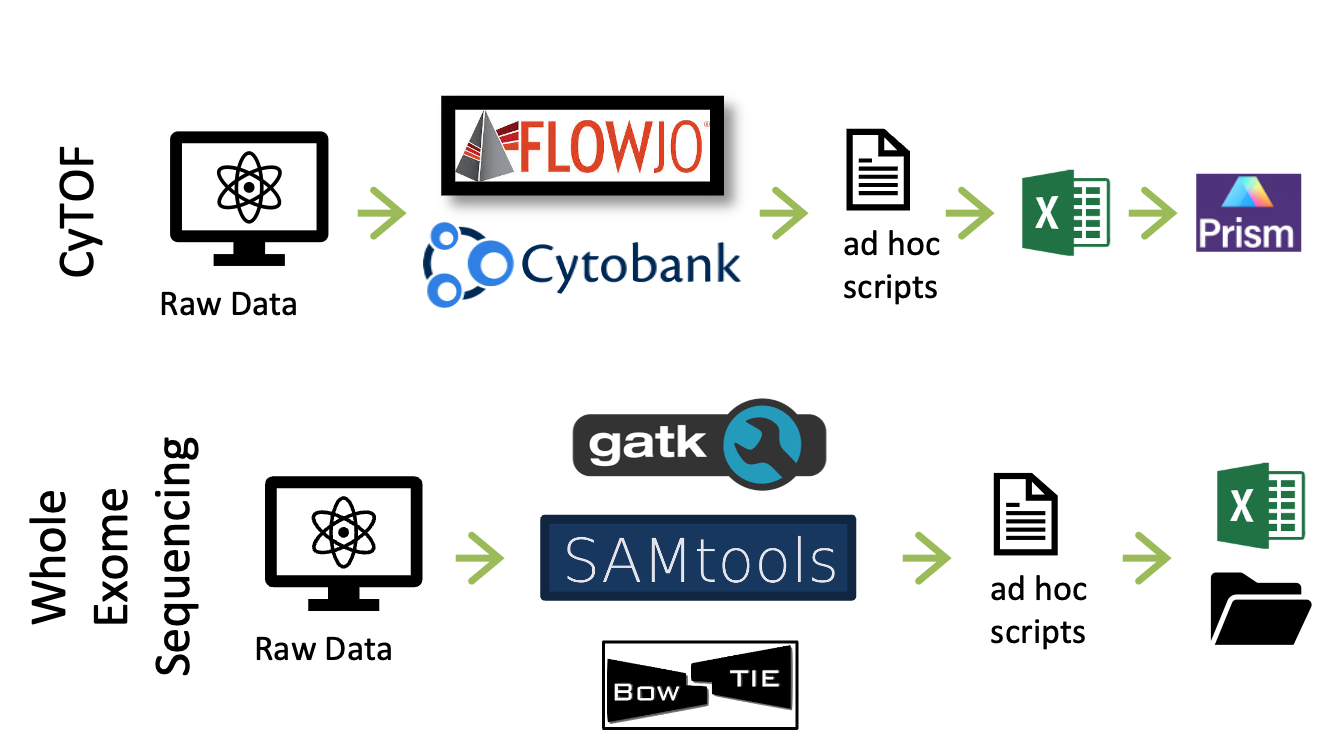 CyTOF
Raw Data
FLOWJO®
Cytobank
ad hoc
scripts
X
Prism
Whole
Exome
Sequencing
Raw Data
gatk
SAMtools
BOW TIE
ad hoc
scripts
X